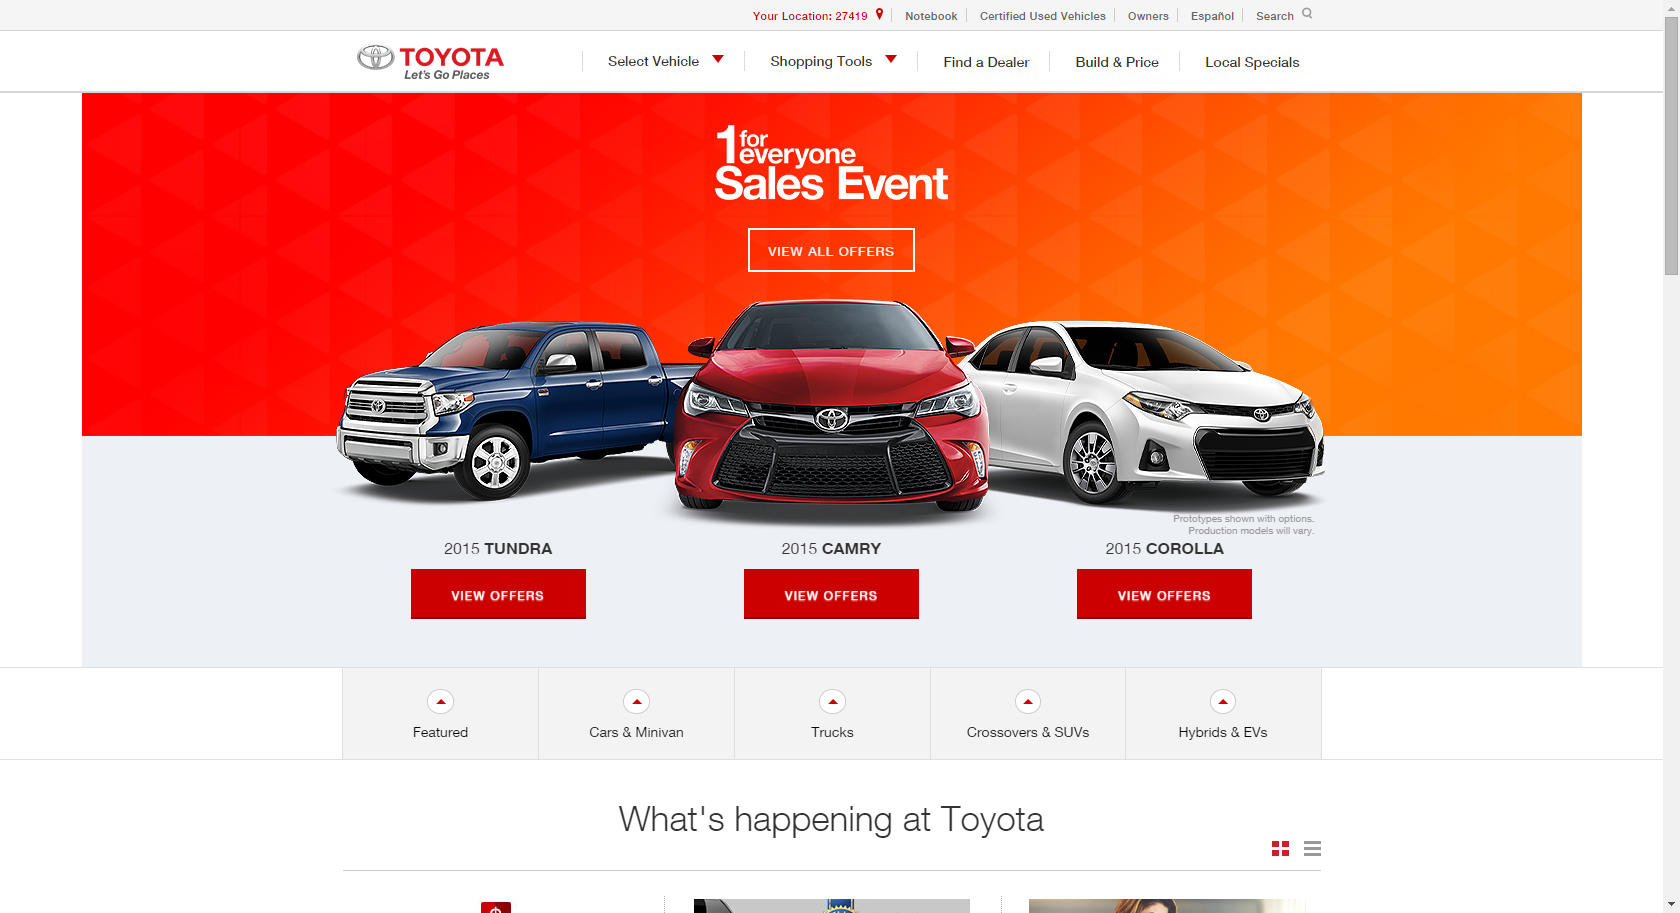 Your Location: 27419
Notebook
Certified Used Vehicles
Owners
Español
Search
TOYOTA
Let's Go Places
Select Vehicle
Shopping Tools
Find a Dealer
Build & Price
Local Specials
1 for everyone
Sales Event
VIEW ALL OFFERS
Prototypes shown with options.
Production models will vary.
2015 TUNDRA
2015 CAMRY
2015 COROLLA
VIEW OFFERS
VIEW OFFERS
VIEW OFFERS
Featured
Cars & Minivan
Trucks
Crossovers & SUVs
Hybrids & EVs
What's happening at Toyota